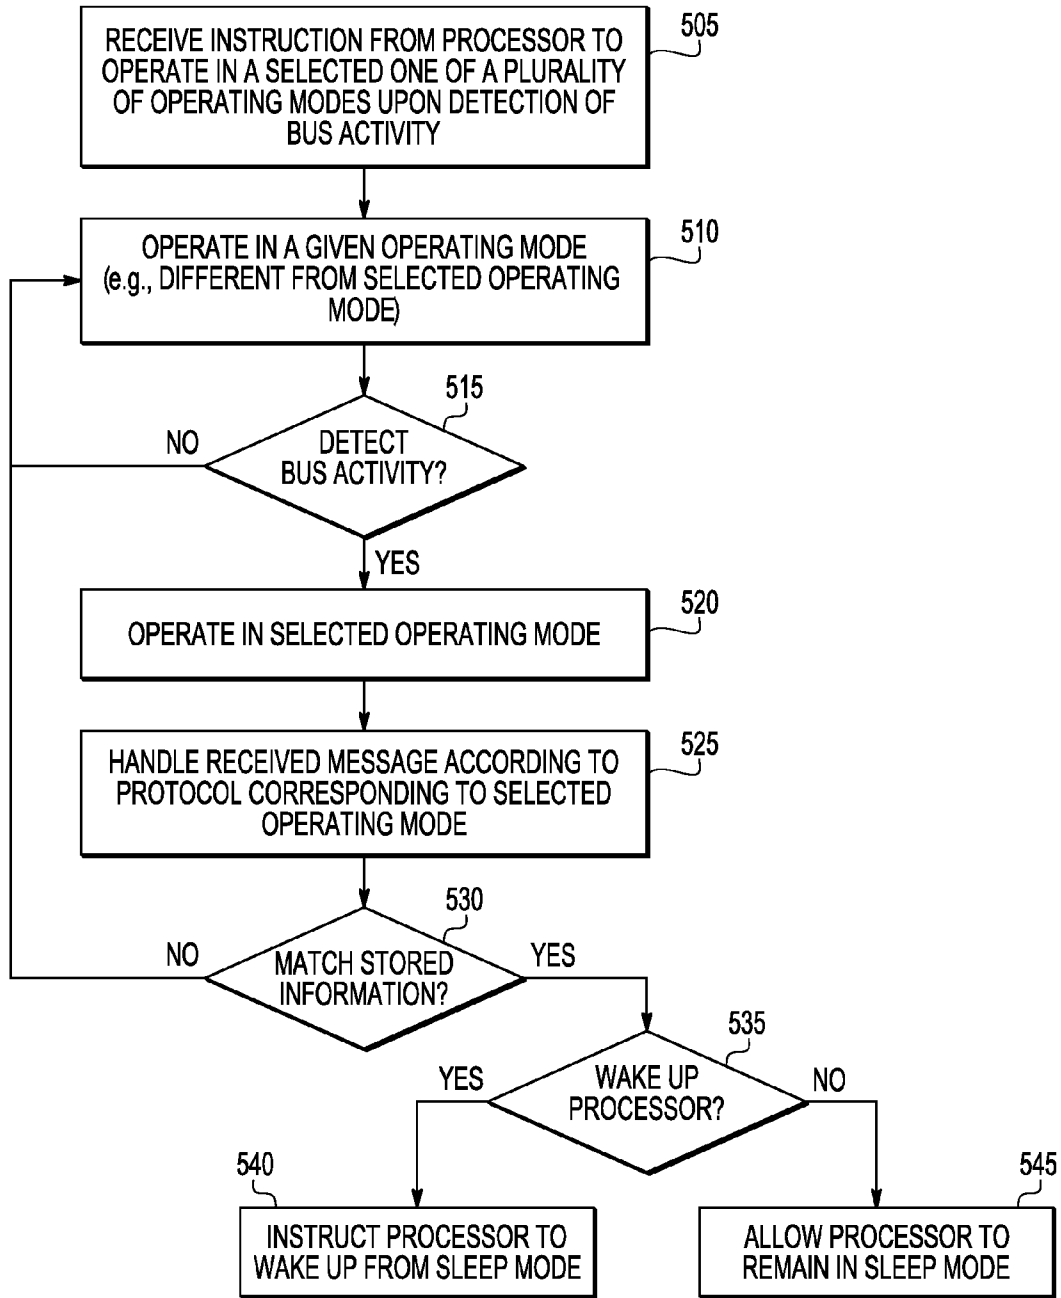 505
RECEIVE INSTRUCTION FROM PROCESSOR TO
OPERATE IN A SELECTED ONE OF A PLURALITY
OF OPERATING MODES UPON DETECTION OF
BUS ACTIVITY
510
OPERATE IN A GIVEN OPERATING MODE
(e.g., DIFFERENT FROM SELECTED OPERATING
MODE)
515
NO
DETECT
BUS ACTIVITY?
YES
520
OPERATE IN SELECTED OPERATING MODE
525
HANDLE RECEIVED MESSAGE ACCORDING TO
PROTOCOL CORRESPONDING TO SELECTED
OPERATING MODE
530
NO
MATCH STORED
INFORMATION?
YES
535
YES
WAKE UP
PROCESSOR?
NO
540
INSTRUCT PROCESSOR TO
WAKE UP FROM SLEEP MODE
545
ALLOW PROCESSOR TO
REMAIN IN SLEEP MODE